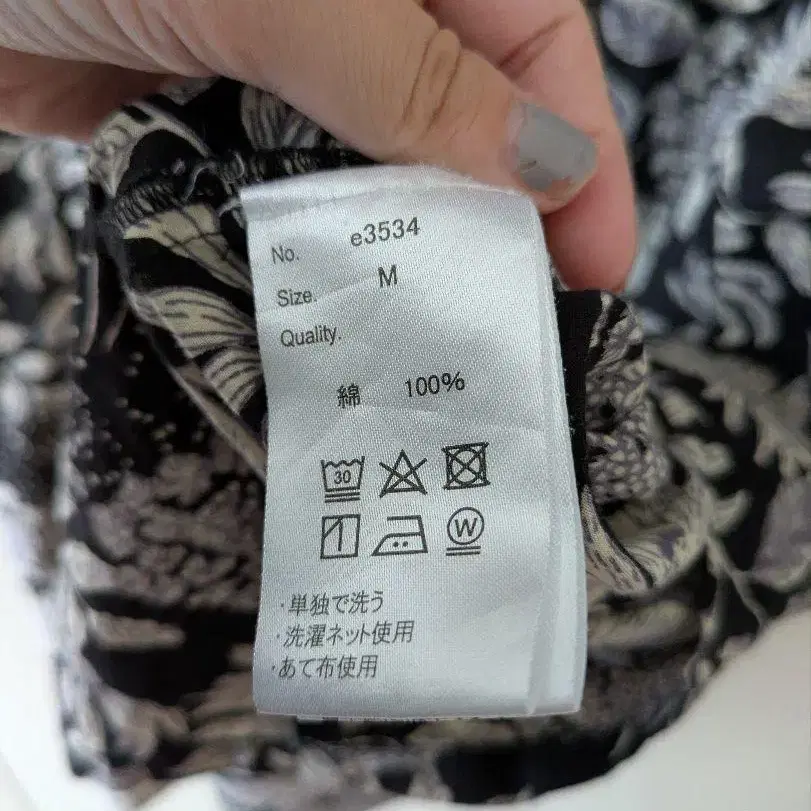 No. e3534
Size. M
Quality.
綿 100%
30
W
・単独で洗う
・洗濯ネット使用
・あて布使用